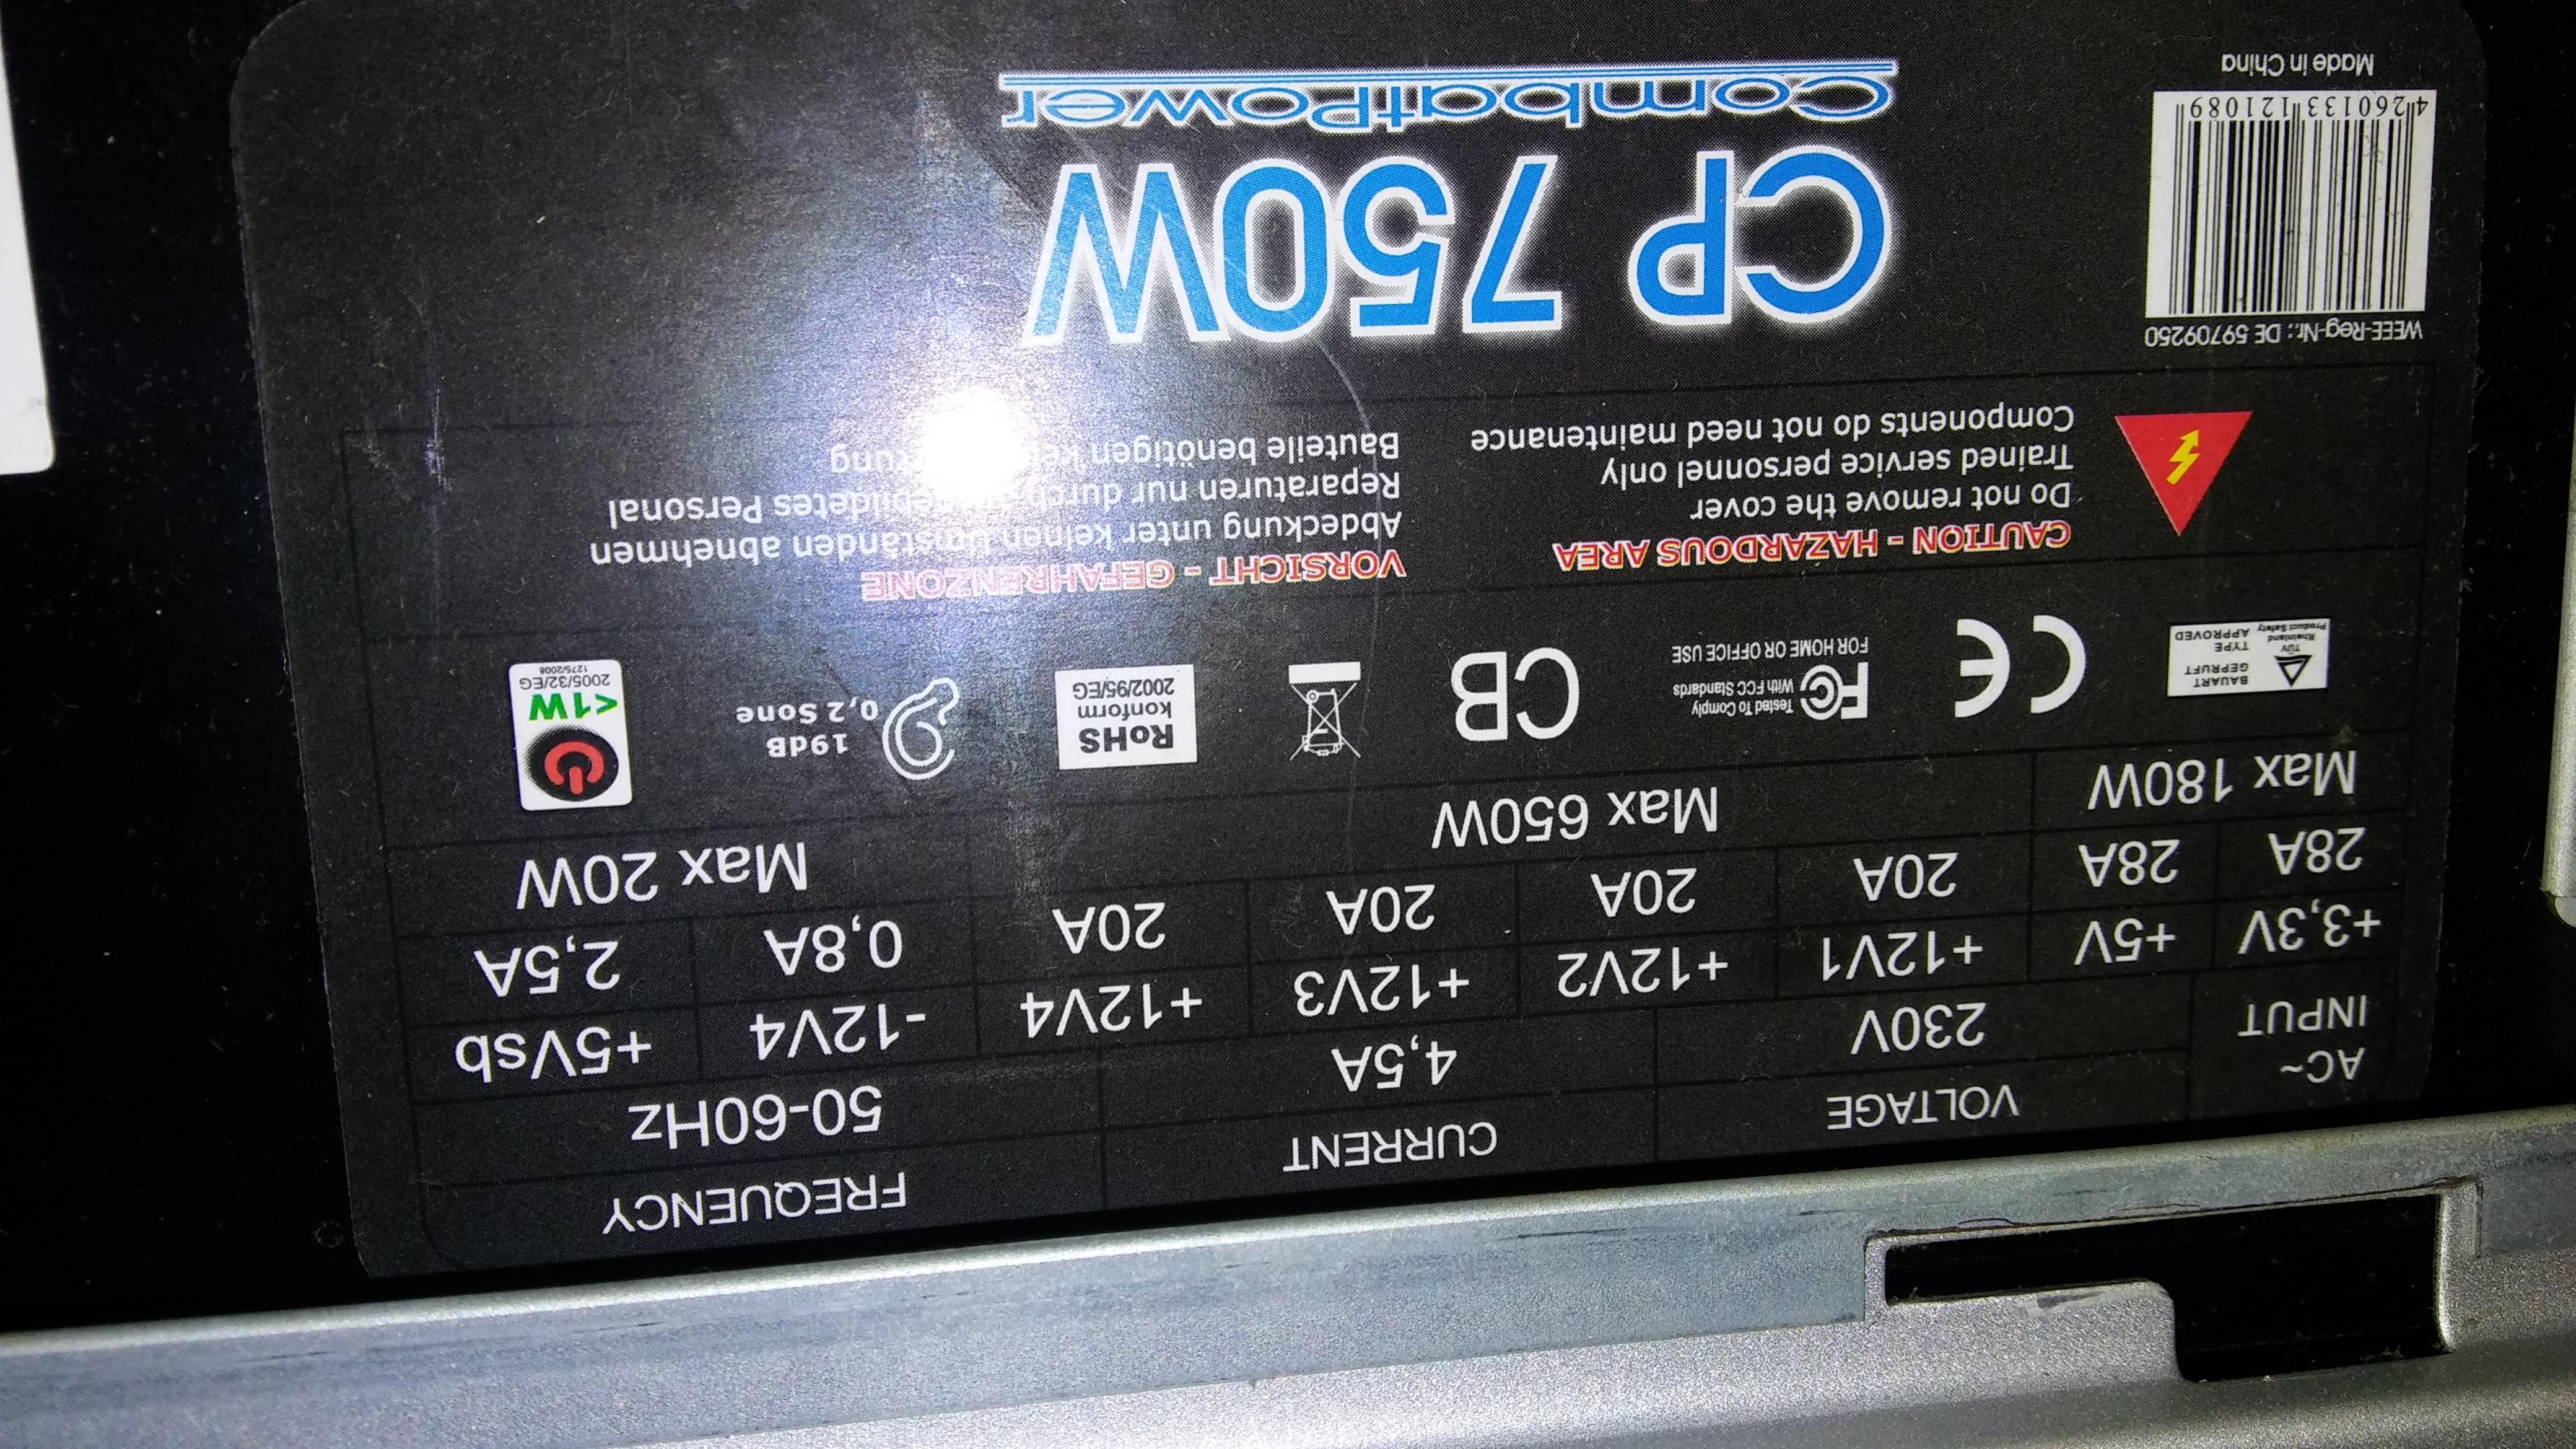 AC~
INPUT
VOLTAGE
CURRENT
FREQUENCY
230V
4,5A
50-60Hz
+3,3V +5V +12V1 +12V2 +12V3 +12V4 -12V4 +5Vsb
28A 28A 20A 20A 20A 20A 0,8A 2,5A
Max 180W Max 650W Max 20W
BAUART
GEPRUFT
TYPE
APPROVED
TÜV
Rheinland
Product Safety
CE
FC
Tested To Comply
With FCC Standards
FOR HOME OR OFFICE USE
CB
RoHS
konform
2002/95/EG
19dB
0,2 Sone
<1W
2005/32/EG
1275/2008
CAUTION - HAZARDOUS AREA
Do not remove the cover
Trained service personnel only
Components do not need maintenance
VORSICHT - GEFAHRENZONE
Abdeckung unter keinen Umständen abnehmen
Reparaturen nur durch Personal
Bauteile benötigen
WEEE-Reg-Nr.: DE 59709250
4 260133 121089
Made in China
CP 750W
CombatPower